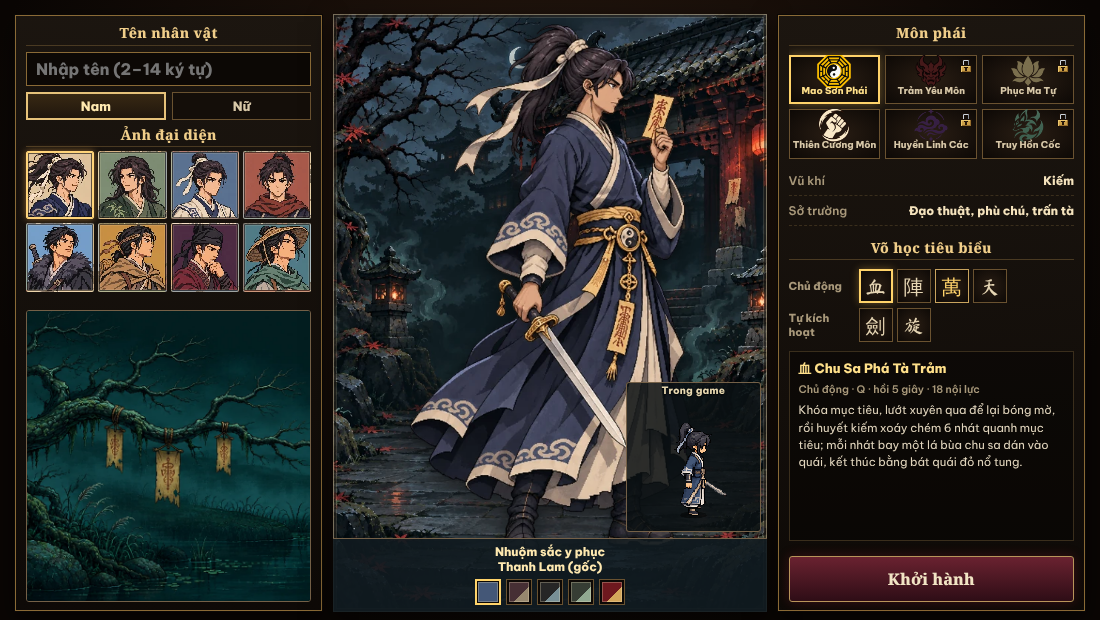 Tên nhân vật
Nhập tên (2–14 ký tự)
Nam
Nữ
Ảnh đại diện
Trong game
Nhuộm sắc y phục
Thanh Lam (gốc)
Môn phái
Mao Sơn Phái
Trảm Yêu Môn
Phục Ma Tự
Thiên Cương Môn
Huyền Linh Các
Truy Hồn Cốc
Vũ khí
Kiếm
Sở trường
Đạo thuật, phù chú, trấn tà
Võ học tiêu biểu
Chủ động
血 陣 萬 天
Tự kích
hoạt
劍 旋
血 Chu Sa Phá Tà Trảm
Chủ động · Q · hồi 5 giây · 18 nội lực
Khóa mục tiêu, lướt xuyên qua để lại bóng mờ,
rồi huyết kiếm xoáy chém 6 nhát quanh mục
tiêu; mỗi nhát bay một lá bùa chu sa dán vào
quái, kết thúc bằng bát quái đỏ nổ tung.
Khởi hành